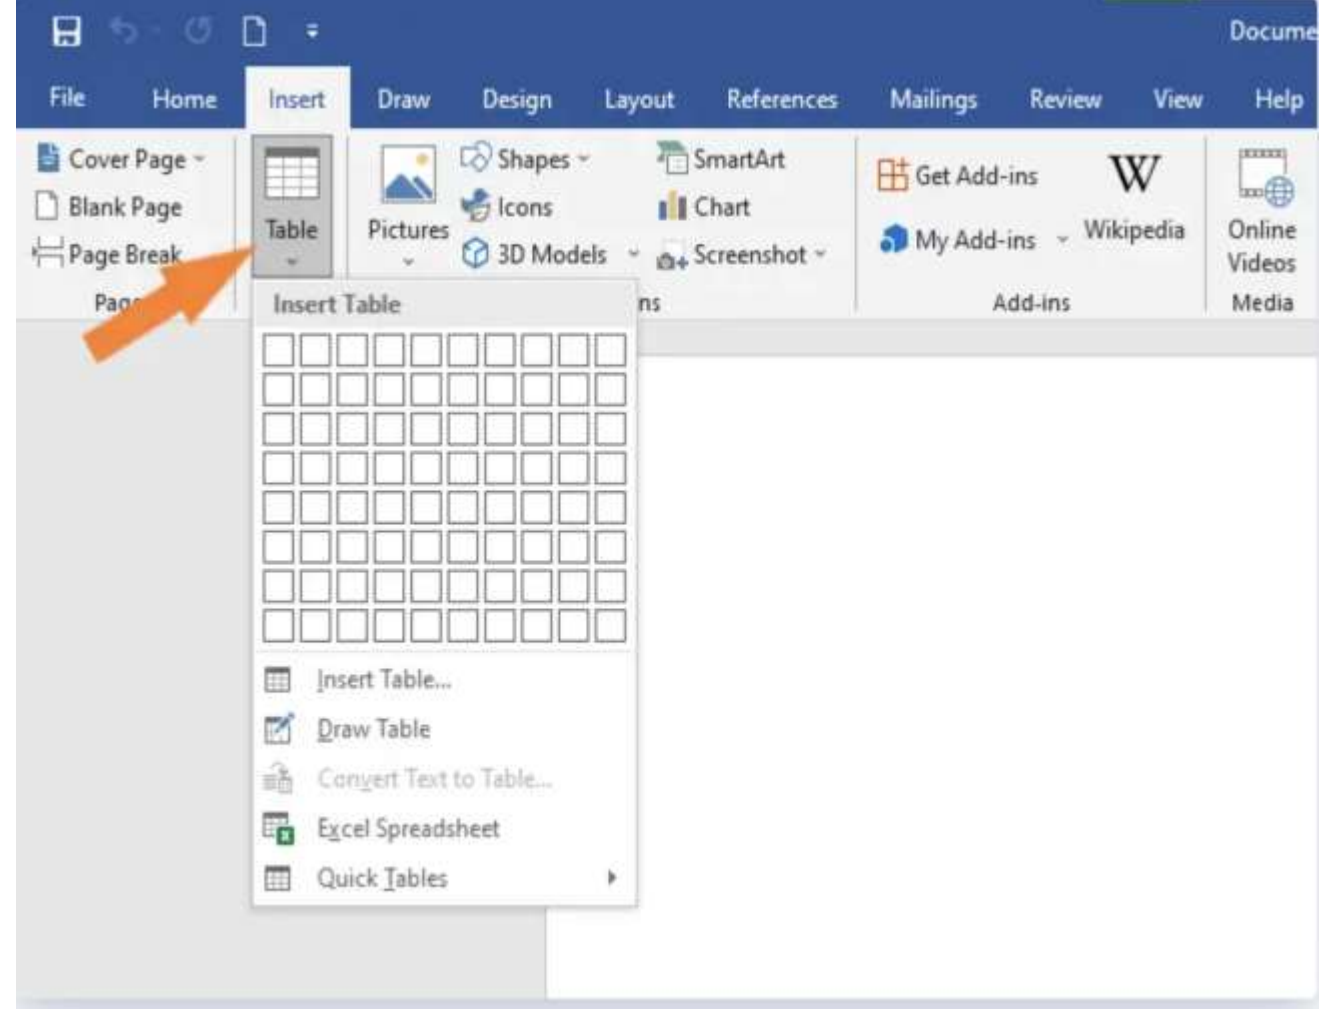 Docume
File Home Insert Draw Design Layout References Mailings Review View Help
Cover Page
Blank Page
Page Break
Table
Pictures
Shapes
Icons
3D Models
SmartArt
Chart
Screenshot
Get Add-ins
My Add-ins
W
Wikipedia
Online
Videos
Add-ins
Media
Insert Table
Insert Table...
Draw Table
Convert Text to Table...
Excel Spreadsheet
Quick Tables